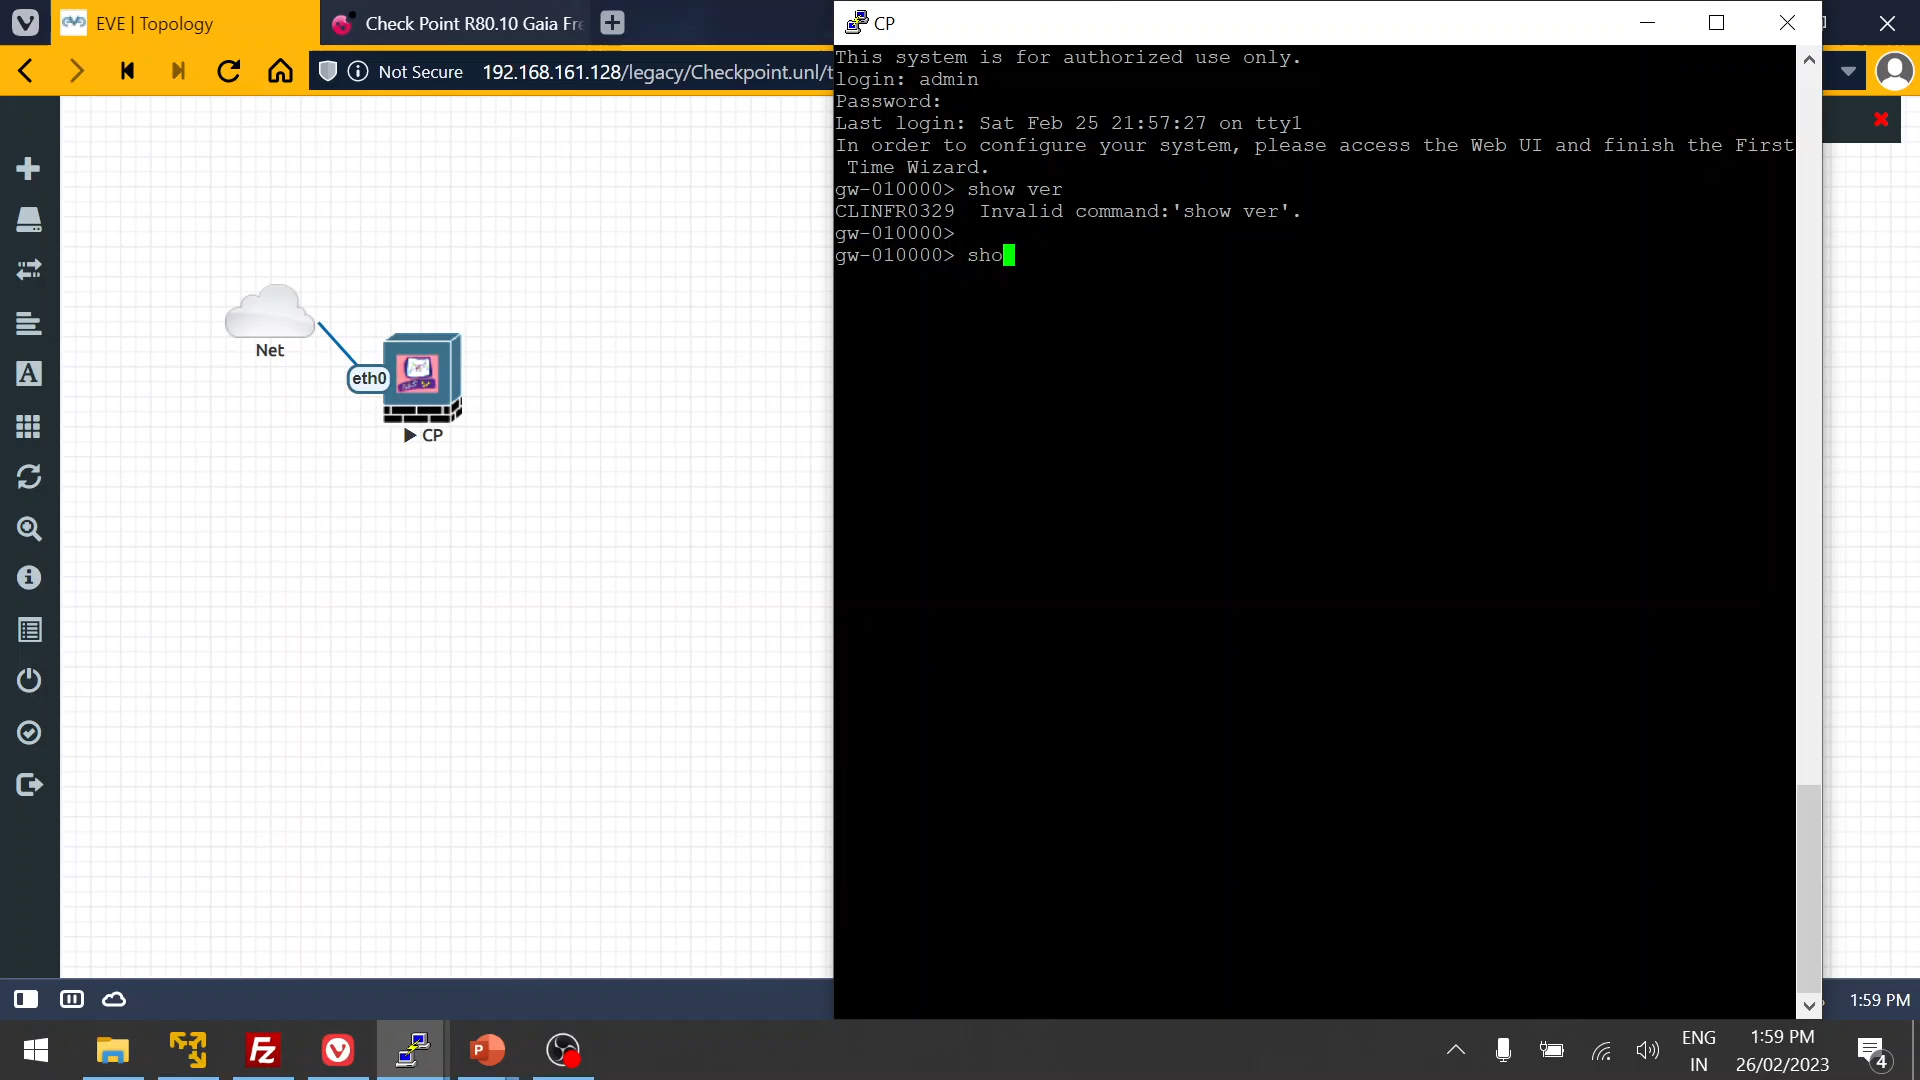 EVE | Topology
Check Point R80.10 Gaia Fre
Not Secure
192.168.161.128/legacy/Checkpoint.unl/t
CP
This system is for authorized use only.
login: admin
Password:
Last login: Sat Feb 25 21:57:27 on tty1
In order to configure your system, please access the Web UI and finish the First
Time Wizard.
gw-010000> show ver
CLINFR0329  Invalid command:'show ver'.
gw-010000>
gw-010000> sho
Net
eth0
CP
1:59 PM
ENG
IN
1:59 PM
26/02/2023
4